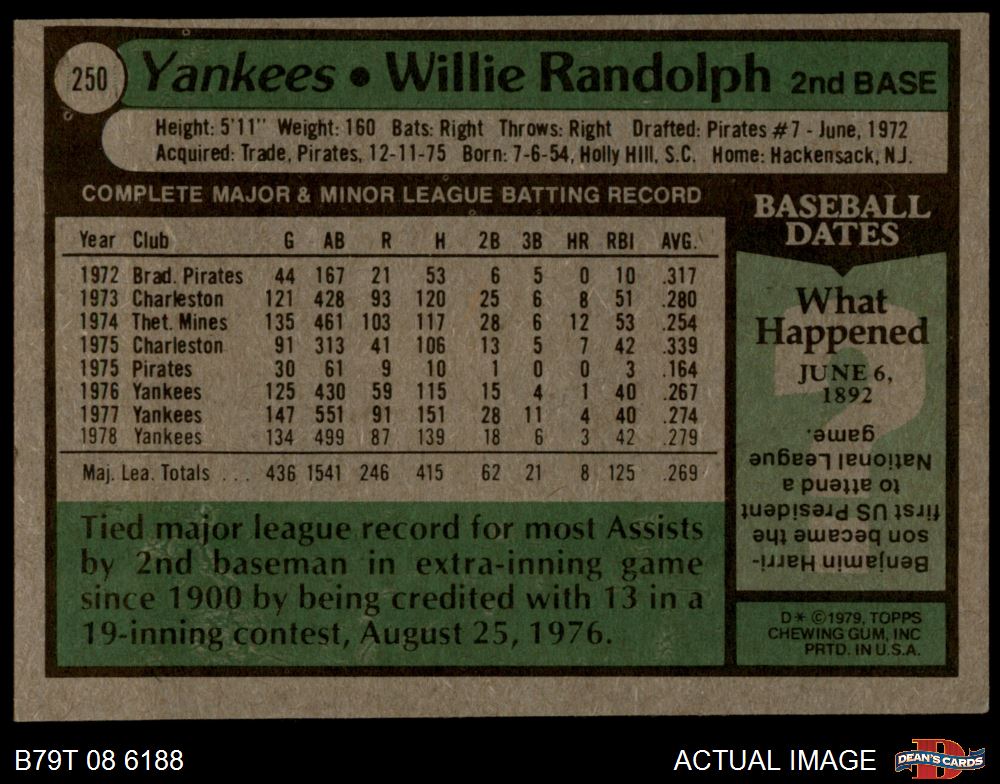 250 Yankees • Willie Randolph 2nd BASE
Height: 5'11" Weight: 160 Bats: Right Throws: Right Drafted: Pirates #7 - June, 1972
Acquired: Trade, Pirates, 12-11-75 Born: 7-6-54, Holly Hill, S.C. Home: Hackensack, N.J.
COMPLETE MAJOR & MINOR LEAGUE BATTING RECORD
Year Club G AB R H 2B 3B HR RBI AVG.
1972 Brad. Pirates 44 167 21 53 6 5 0 10 .317
1973 Charleston 121 428 93 120 25 6 8 51 .280
1974 Thet. Mines 135 461 103 117 28 6 12 53 .254
1975 Charleston 91 313 41 106 13 5 7 42 .339
1975 Pirates 30 61 9 10 1 0 0 3 .164
1976 Yankees 125 430 59 115 15 4 1 40 .267
1977 Yankees 147 551 91 151 28 11 4 40 .274
1978 Yankees 134 499 87 139 18 6 3 42 .279
Maj. Lea. Totals ... 436 1541 246 415 62 21 8 125 .269
Tied major league record for most Assists
by 2nd baseman in extra-inning game
since 1900 by being credited with 13 in a
19-inning contest, August 25, 1976.
BASEBALL
DATES
What
Happened
JUNE 6,
1892
Benjamin Harri-
son became the
first US President
to attend a
National League
game.
D* ©1979, TOPPS
CHEWING GUM, INC
PRTD. IN U.S.A.
B79T 08 6188
ACTUAL IMAGE
D
DEAN'S CARDS